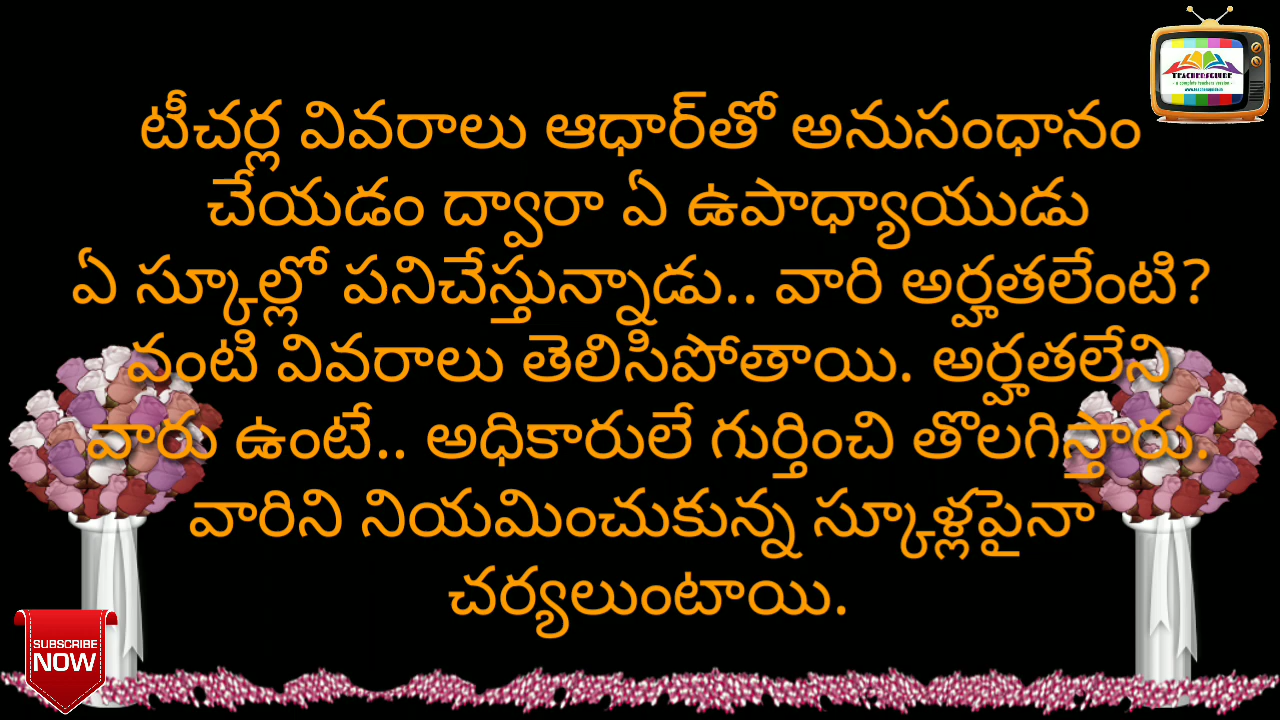 టీచర్ల వివరాలు ఆధార్‌తో అనుసంధానం
చేయడం ద్వారా ఏ ఉపాధ్యాయుడు
ఏ స్కూల్లో పనిచేస్తున్నాడు.. వారి అర్హతలేంటి?
వంటి వివరాలు తెలిసిపోతాయి. అర్హతలేని
వారు ఉంటే.. అధికారులే గుర్తించి తొలగిస్తారు.
వారిని నియమించుకున్న స్కూళ్లపైనా
చర్యలుంటాయి.
TEACHERSGUIDE
SUBSCRIBE
NOW